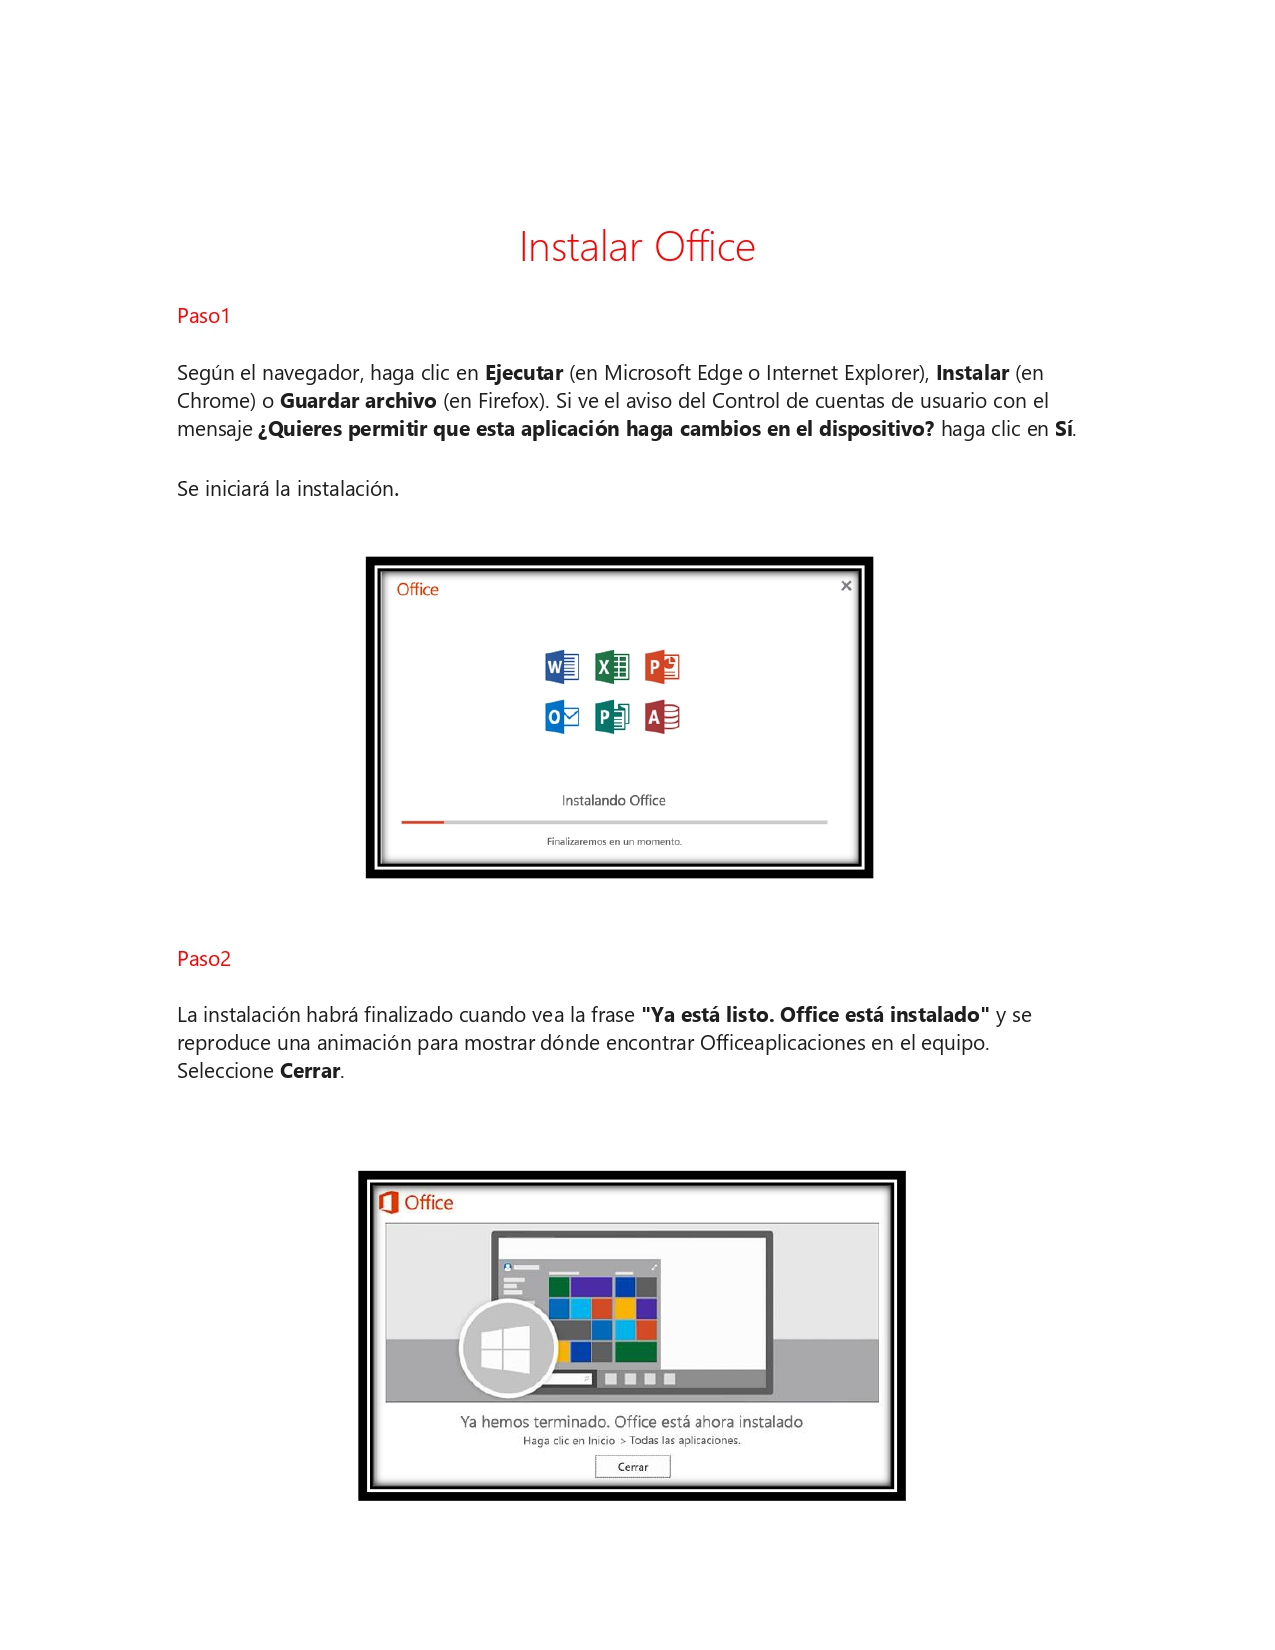 Instalar Office
Paso1
Según el navegador, haga clic en Ejecutar (en Microsoft Edge o Internet Explorer), Instalar (en
Chrome) o Guardar archivo (en Firefox). Si ve el aviso del Control de cuentas de usuario con el
mensaje ¿Quieres permitir que esta aplicación haga cambios en el dispositivo? haga clic en Sí.
Se iniciará la instalación.
Office
W X P
O P A
Instalando Office
Finalizaremos en un momento.
Paso2
La instalación habrá finalizado cuando vea la frase "Ya está listo. Office está instalado" y se
reproduce una animación para mostrar dónde encontrar Officeaplicaciones en el equipo.
Seleccione Cerrar.
Office
Ya hemos terminado. Office está ahora instalado
Haga clic en Inicio > Todas las aplicaciones.
Cerrar